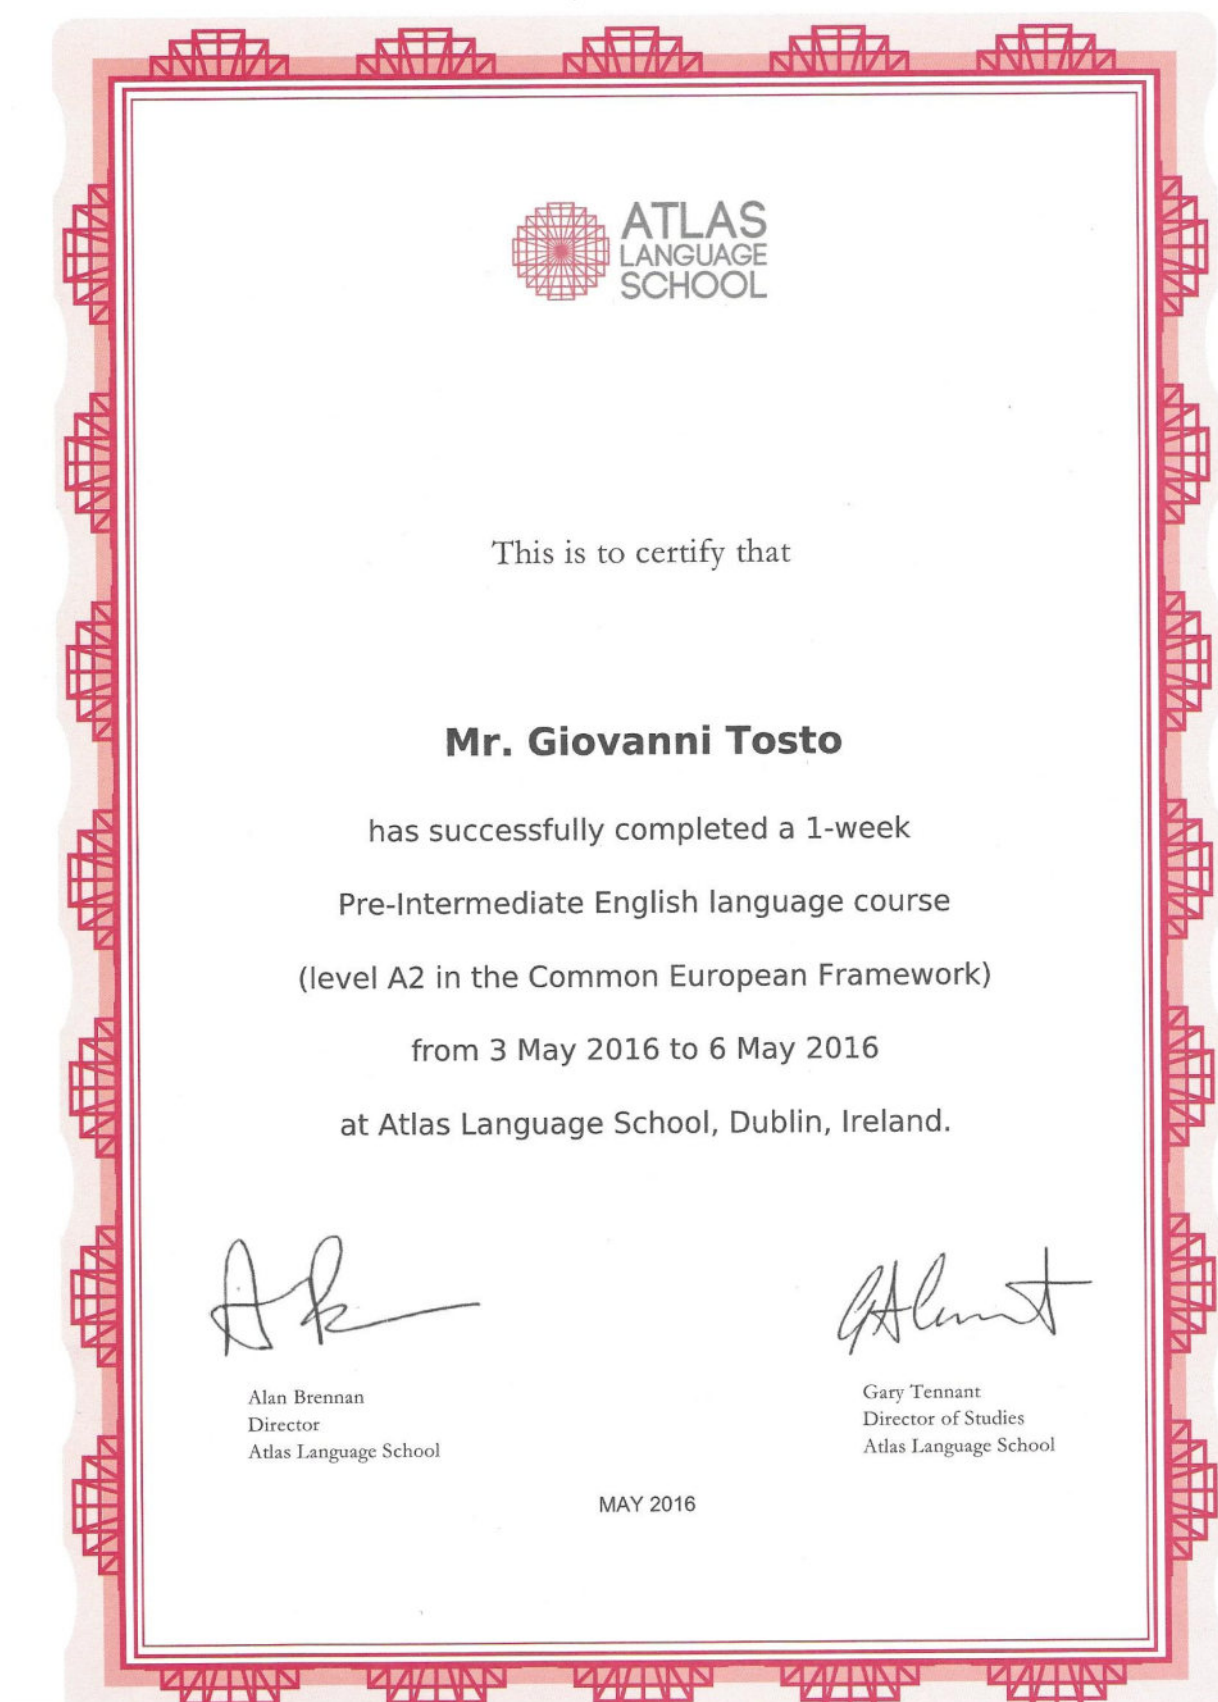 ATLAS
LANGUAGE
SCHOOL
This is to certify that
Mr. Giovanni Tosto
has successfully completed a 1-week
Pre-Intermediate English language course
(level A2 in the Common European Framework)
from 3 May 2016 to 6 May 2016
at Atlas Language School, Dublin, Ireland.
Alan Brennan
Director
Atlas Language School
Gary Tennant
Director of Studies
Atlas Language School
MAY 2016